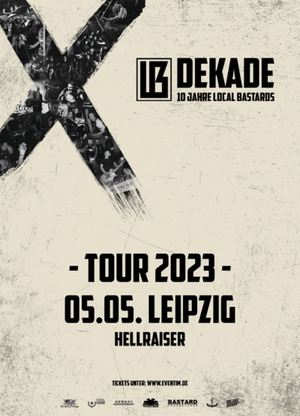 LB DEKADE
10 JAHRE LOCAL BASTARDS
- TOUR 2023 -
05.05. LEIPZIG
HELLRAISER
TICKETS UNTER: WWW.EVENTIM.DE
BASTARD